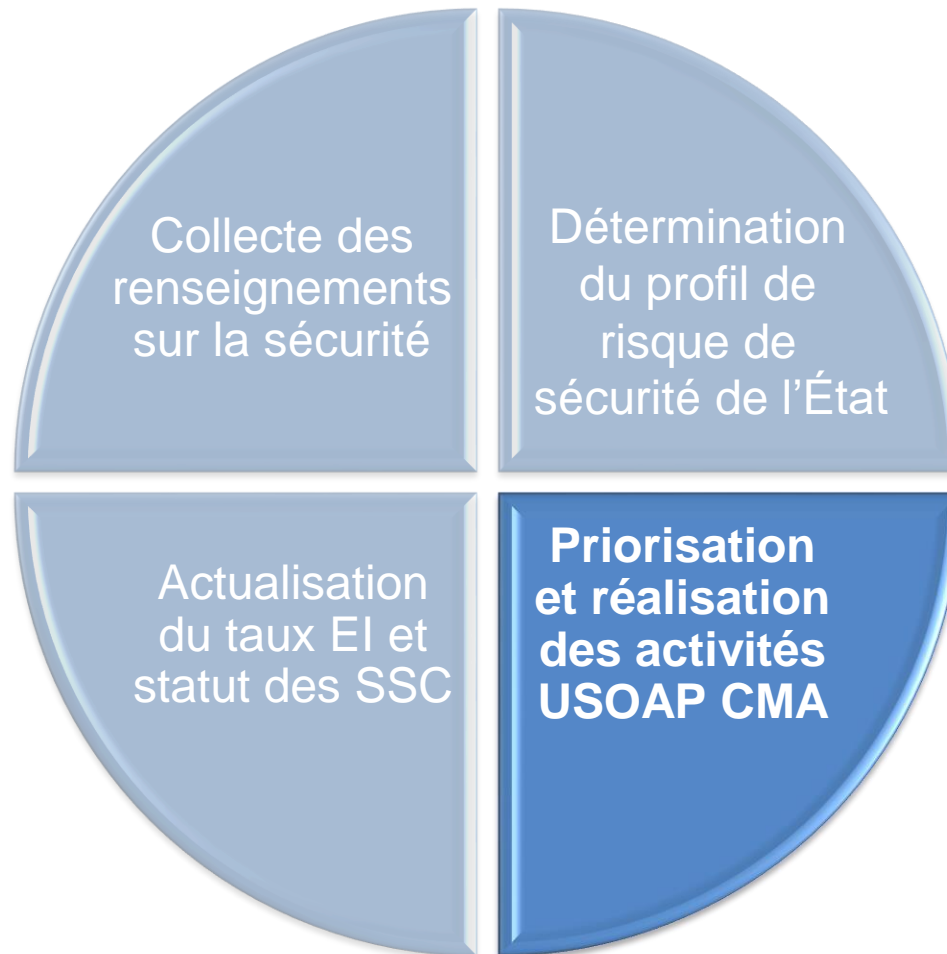 Collecte des
renseignements
sur la sécurité
Détermination
du profil de
risque de
sécurité de l’État
Actualisation
du taux EI et
statut des SSC
Priorisation
et réalisation
des activités
USOAP CMA